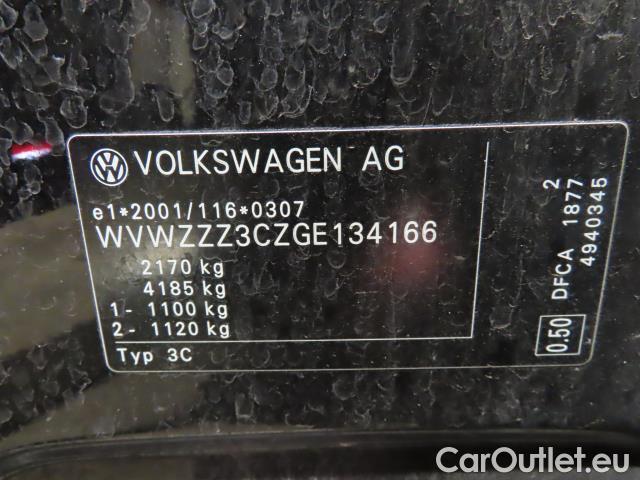 VOLKSWAGEN AG
e1*2001/116*0307
WVWZZZ3CZGE134166
2170 kg
4185 kg
1- 1100 kg
2- 1120 kg
Typ 3C
0.50 DFCA 1877 2
4940345
CarOutlet.eu